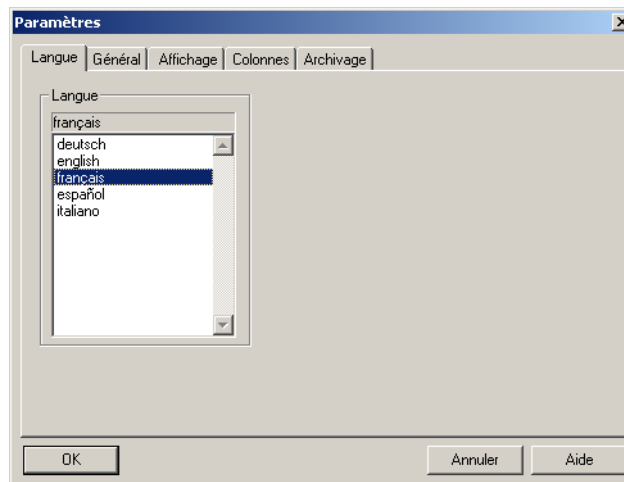 Paramètres
Langue Général Affichage Colonnes Archivage
Langue
français
deutsch
english
français
español
italiano
OK Annuler Aide